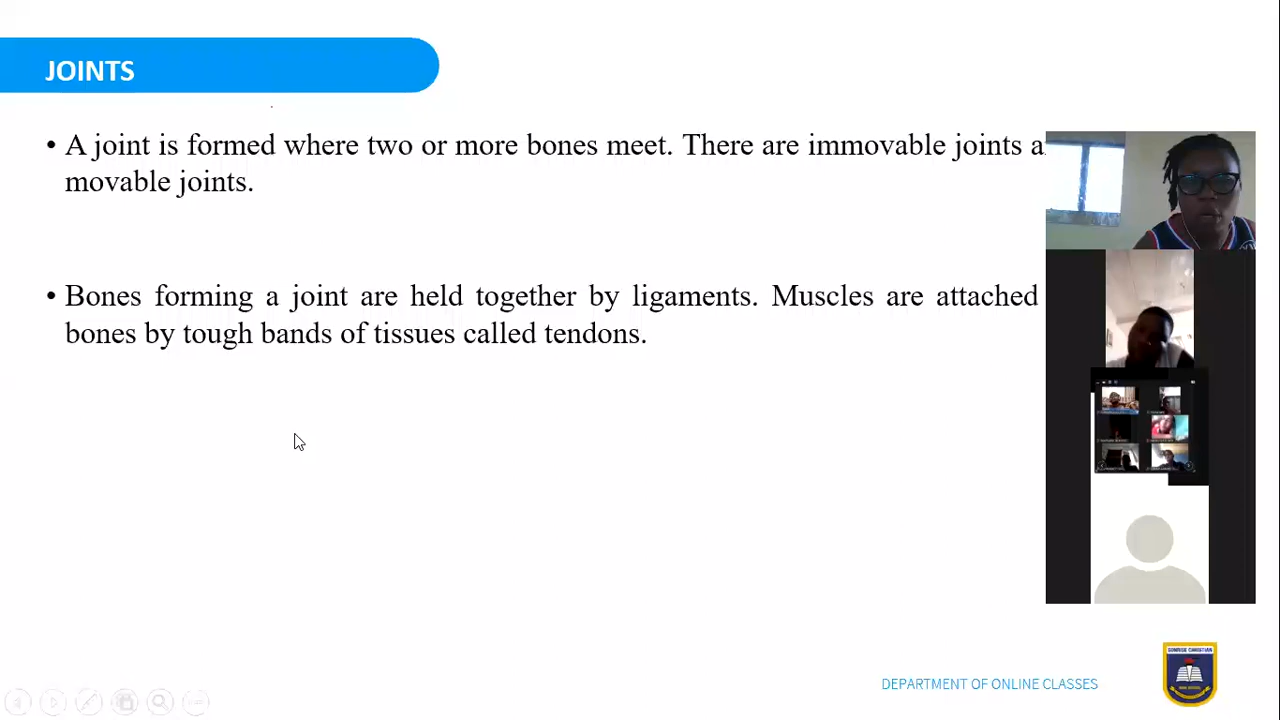 JOINTS
• A joint is formed where two or more bones meet. There are immovable joints
movable joints.
• Bones forming a joint are held together by ligaments. Muscles are attached
bones by tough bands of tissues called tendons.
DEPARTMENT OF ONLINE CLASSES